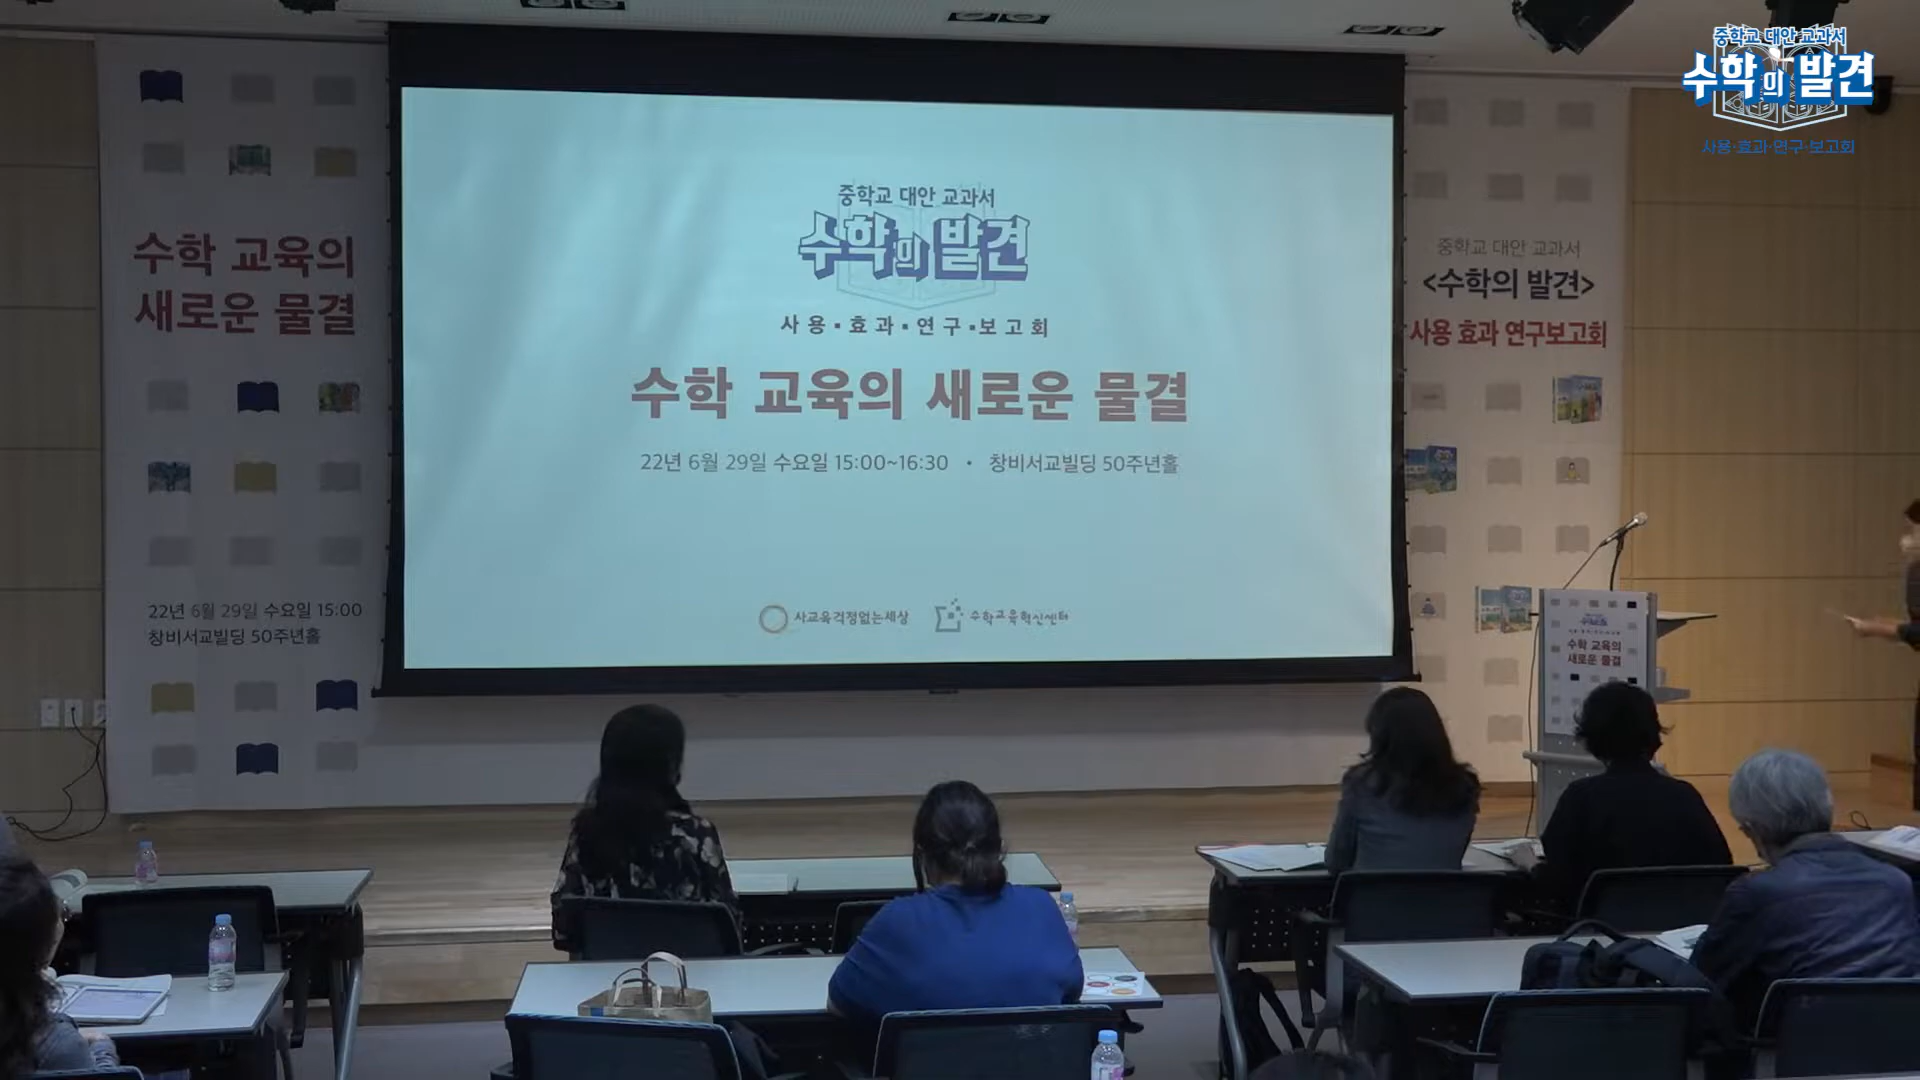 중학교 대안 교과서
수학의 발견
사용·효과·연구·보고회
수학 교육의
새로운 물결
22년 6월 29일 수요일 15:00
창비서교빌딩 50주년홀
중학교 대안 교과서
수학의 발견
사용▪효과▪연구▪보고회
수학 교육의 새로운 물결
22년 6월 29일 수요일 15:00~16:30 • 창비서교빌딩 50주년홀
사교육걱정없는세상
수학교육혁신센터
중학교 대안 교과서
<수학의 발견>
사용 효과 연구보고회
수학의 발견
수학 교육의
새로운 물결